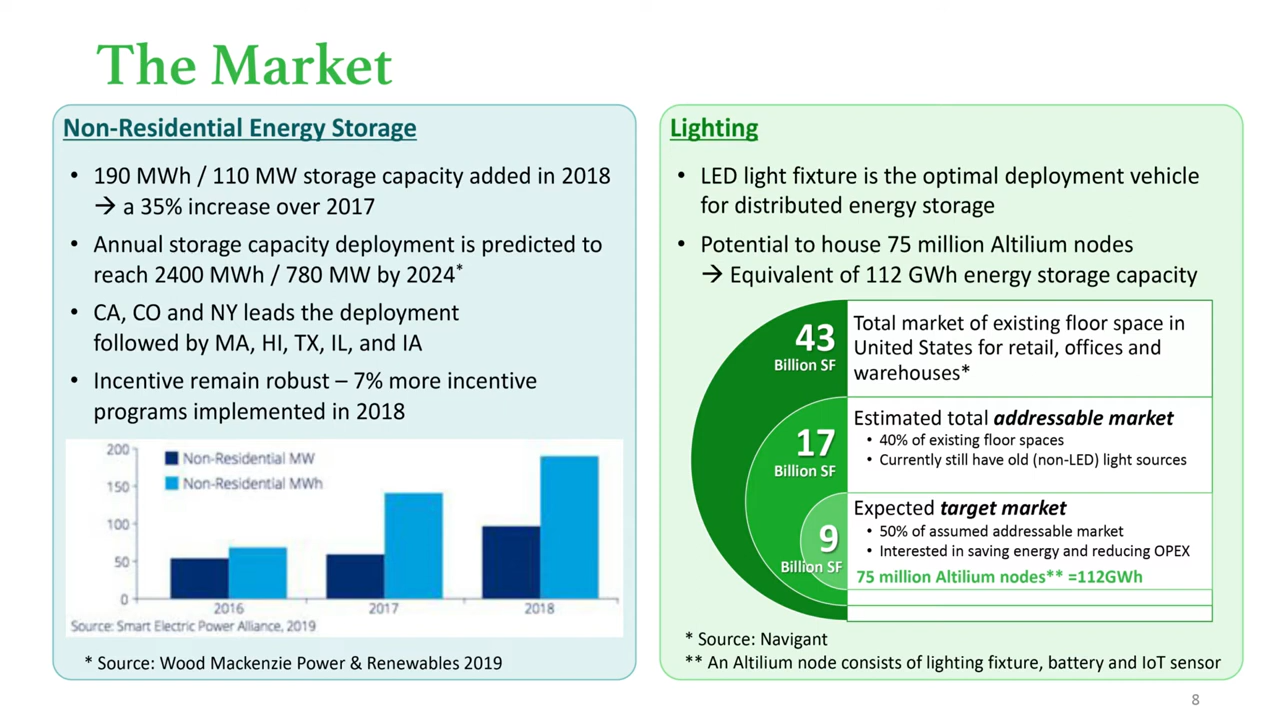 The Market
Non-Residential Energy Storage
• 190 MWh / 110 MW storage capacity added in 2018
→ a 35% increase over 2017
• Annual storage capacity deployment is predicted to
reach 2400 MWh / 780 MW by 2024*
• CA, CO and NY leads the deployment
followed by MA, HI, TX, IL, and IA
• Incentive remain robust – 7% more incentive
programs implemented in 2018
200
150
100
50
0
Non-Residential MW
Non-Residential MWh
2016 2017 2018
Source: Smart Electric Power Alliance, 2019
* Source: Wood Mackenzie Power & Renewables 2019
Lighting
• LED light fixture is the optimal deployment vehicle
for distributed energy storage
• Potential to house 75 million Altilium nodes
→ Equivalent of 112 GWh energy storage capacity
43
Billion SF
Total market of existing floor space in
United States for retail, offices and
warehouses*
17
Billion SF
Estimated total addressable market
• 40% of existing floor spaces
• Currently still have old (non-LED) light sources
9
Billion SF
Expected target market
• 50% of assumed addressable market
• Interested in saving energy and reducing OPEX
75 million Altilium nodes** =112GWh
* Source: Navigant
** An Altilium node consists of lighting fixture, battery and IoT sensor
8